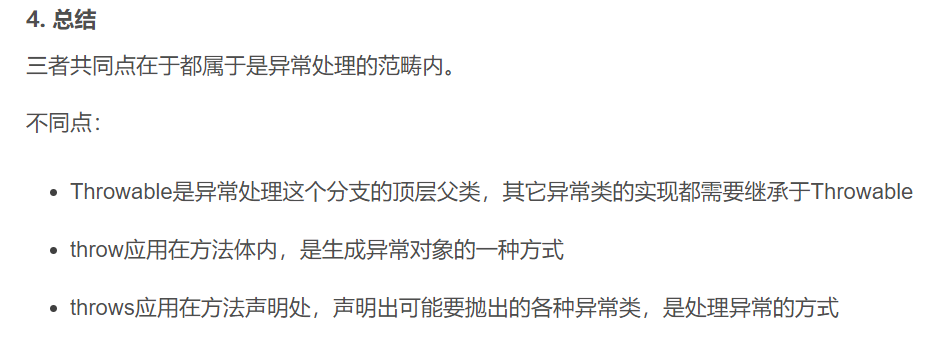 4. 总结
三者共同点在于都属于是异常处理的范畴内。
不同点：
Throwable是异常处理这个分支的顶层父类，其它异常类的实现都需要继承于Throwable
throw应用在方法体内，是生成异常对象的一种方式
throws应用在方法声明处，声明出可能要抛出的各种异常类，是处理异常的方式